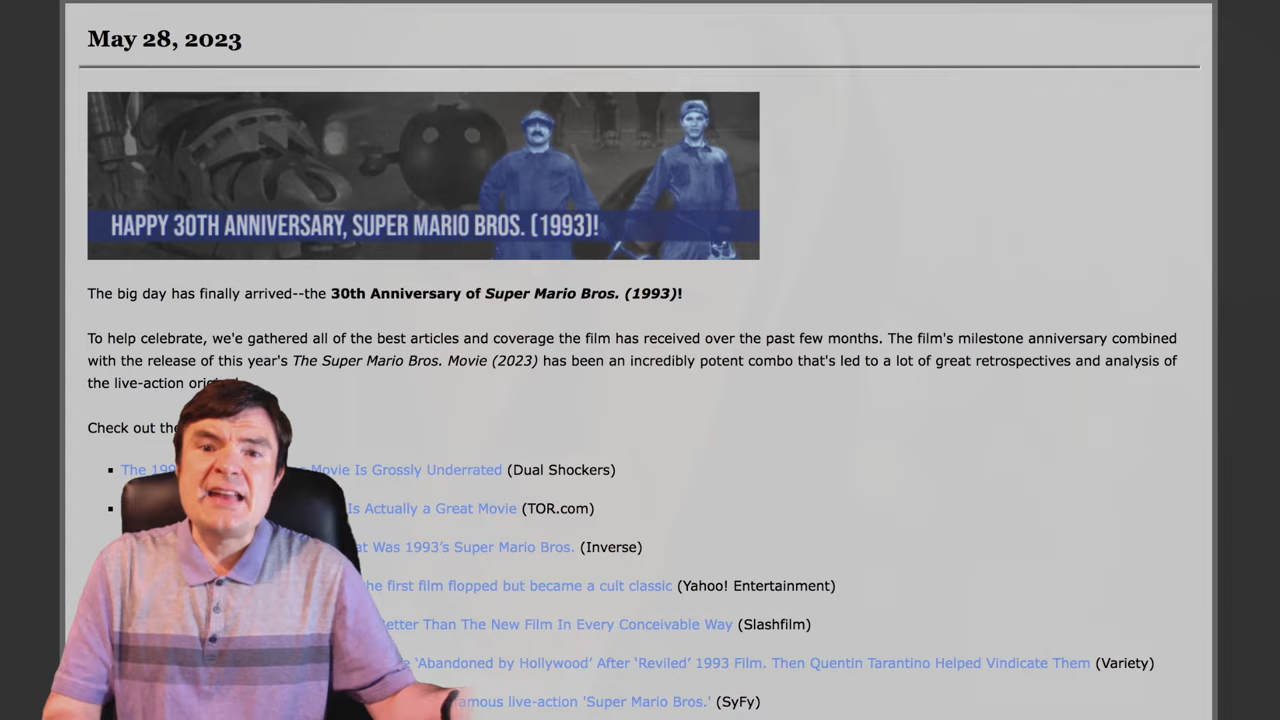 May 28, 2023
HAPPY 30TH ANNIVERSARY, SUPER MARIO BROS. (1993)!
The big day has finally arrived--the 30th Anniversary of Super Mario Bros. (1993)!
To help celebrate, we'e gathered all of the best articles and coverage the film has received over the past few months. The film's milestone anniversary combined
with the release of this year's The Super Mario Bros. Movie (2023) has been an incredibly potent combo that's led to a lot of great retrospectives and analysis of
the live-action
Check out
The Movie Is Grossly Underrated (Dual Shockers)
Is Actually a Great Movie (TOR.com)
Was 1993's Super Mario Bros. (Inverse)
the first film flopped but became a cult classic (Yahoo! Entertainment)
Better Than The New Film In Every Conceivable Way (Slashfilm)
‘Abandoned by Hollywood’ After ‘Reviled’ 1993 Film. Then Quentin Tarantino Helped Vindicate Them (Variety)
live-action 'Super Mario Bros.' (SyFy)